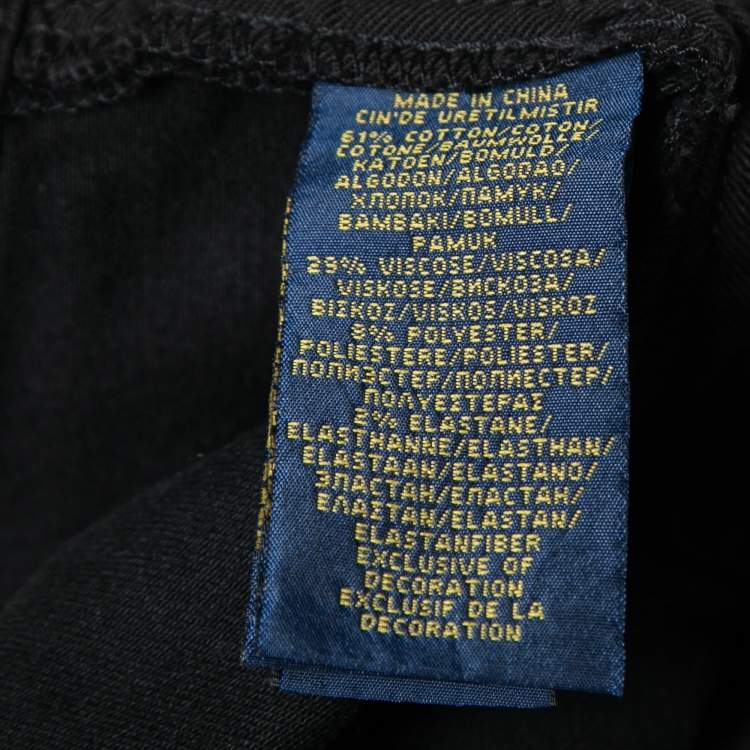 MADE IN CHINA
CIN'DE URETILMISTIR
61% COTTON/COTON/
COTONE/BAUMWOLLE/
KATOEN/BOMULD/
ALGODON/ALGODAO/
ХЛОПОК/ПАМУК/
BAMBAKI/BOMULL/
PAMUK
29% VISCOSE/VISCOSA/
VISKOSE/ВИСКОЗА/
ΒΙΣΚΟΖ/VISKOS/VISKOZ
8% POLYESTER/
POLIESTERE/POLIESTER/
ПОЛИЭСТЕР/ПОЛИЕСТЕР/
ΠΟΛΥΕΣΤΕΡΑΣ
2% ELASTANE/
ELASTHANNE/ELASTHAN/
ELASTAAN/ELASTANO/
ЭЛАСТАН/ЕЛАСТАН/
ΕΛΑΣΤΑΝ/ELASTAN/
ELASTANFIBER
EXCLUSIVE OF
DECORATION
EXCLUSIF DE LA
DECORATION